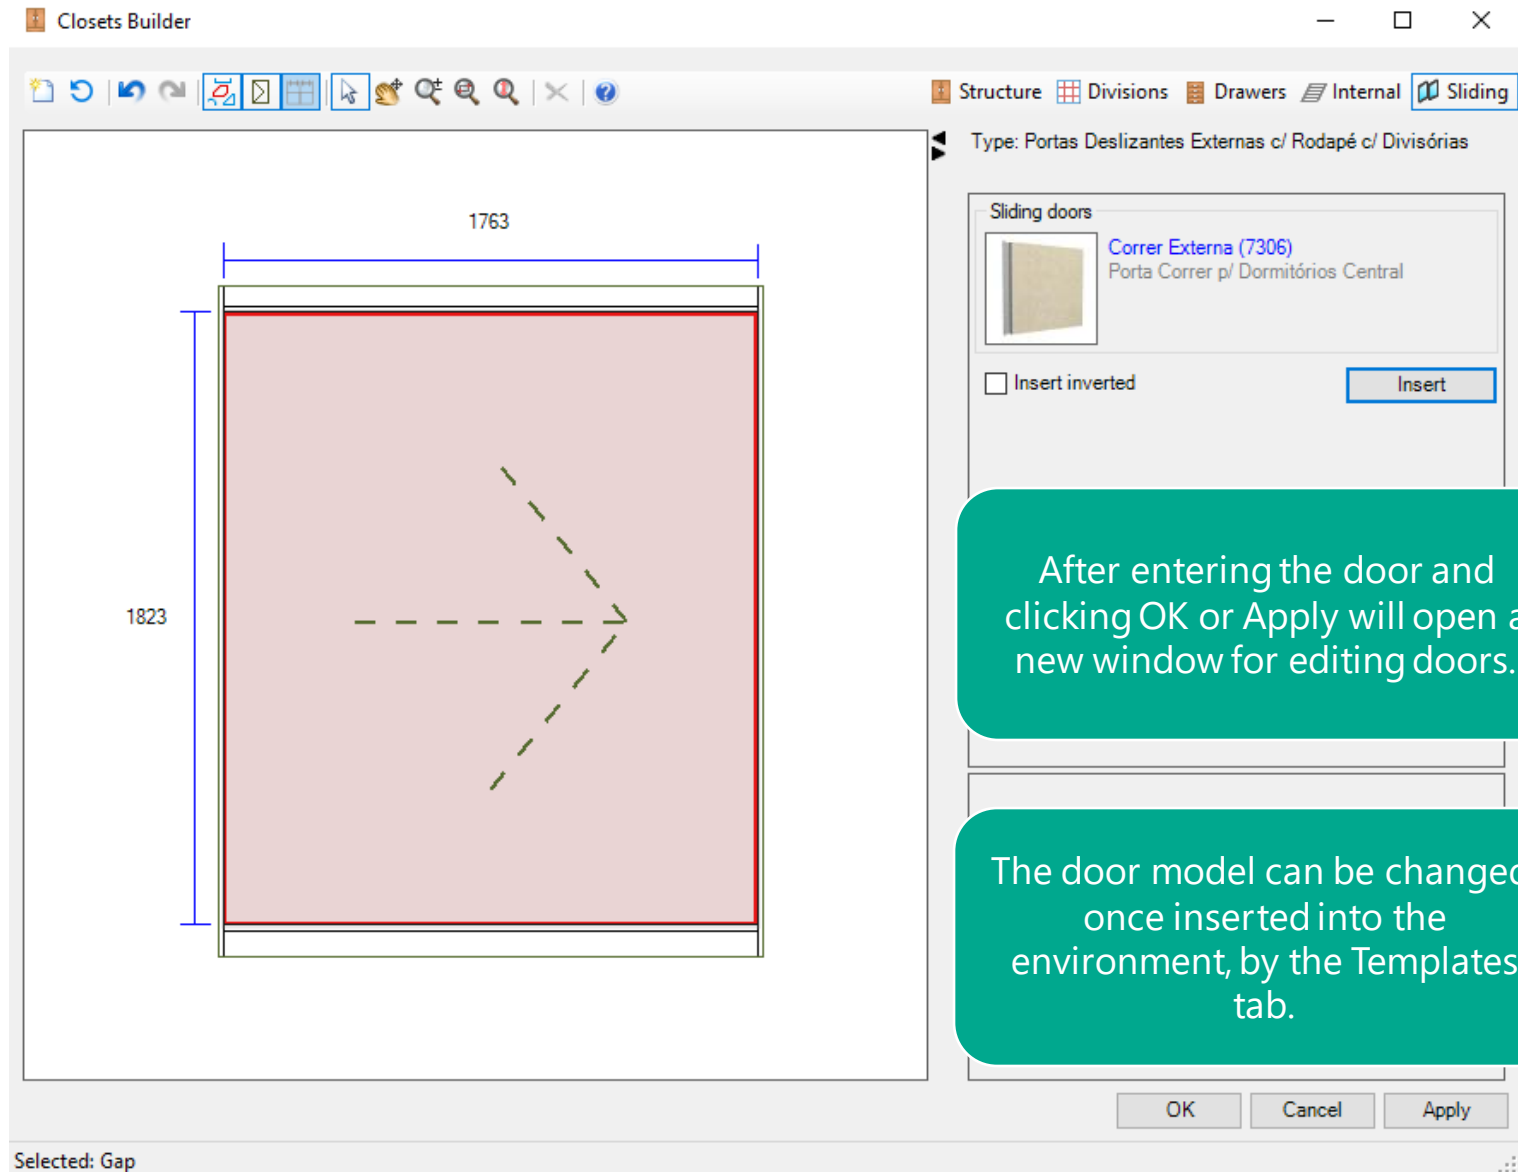 Closets Builder
Structure Divisions Drawers Internal Sliding
Type: Portas Deslizantes Externas c/ Rodapé c/ Divisórias
1763
1823
Sliding doors
Correr Externa (7306)
Porta Correr p/ Dormitórios Central
Insert inverted
Insert
After entering the door and
clicking OK or Apply will open a
new window for editing doors.
The door model can be changed
once inserted into the
environment, by the Templates
tab.
OK Cancel Apply
Selected: Gap